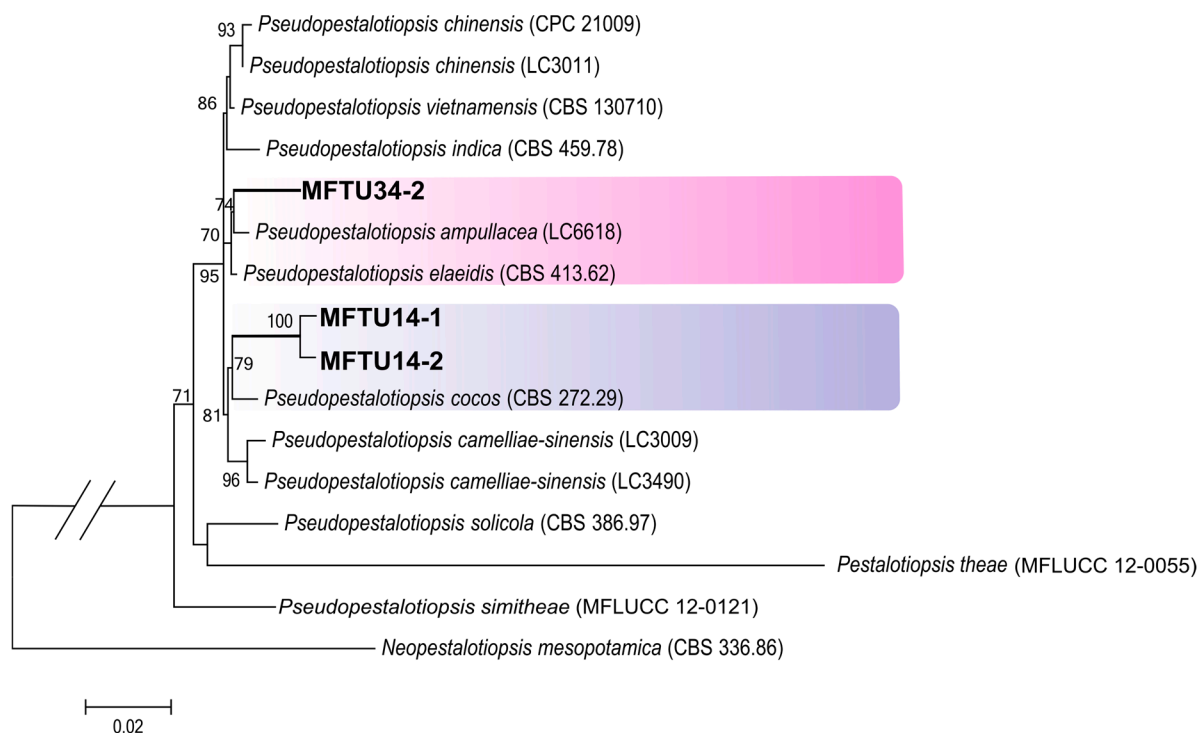 93
Pseudopestalotiopsis chinensis (CPC 21009)
Pseudopestalotiopsis chinensis (LC3011)
86
Pseudopestalotiopsis vietnamensis (CBS 130710)
Pseudopestalotiopsis indica (CBS 459.78)
MFTU34-2
74
Pseudopestalotiopsis ampullacea (LC6618)
70
Pseudopestalotiopsis elaeidis (CBS 413.62)
95
100
MFTU14-1
MFTU14-2
79
Pseudopestalotiopsis cocos (CBS 272.29)
71
81
Pseudopestalotiopsis camelliae-sinensis (LC3009)
96
Pseudopestalotiopsis camelliae-sinensis (LC3490)
Pseudopestalotiopsis solicola (CBS 386.97)
Pestalotiopsis theae (MFLUCC 12-0055)
Pseudopestalotiopsis simitheae (MFLUCC 12-0121)
Neopestalotiopsis mesopotamica (CBS 336.86)
0.02